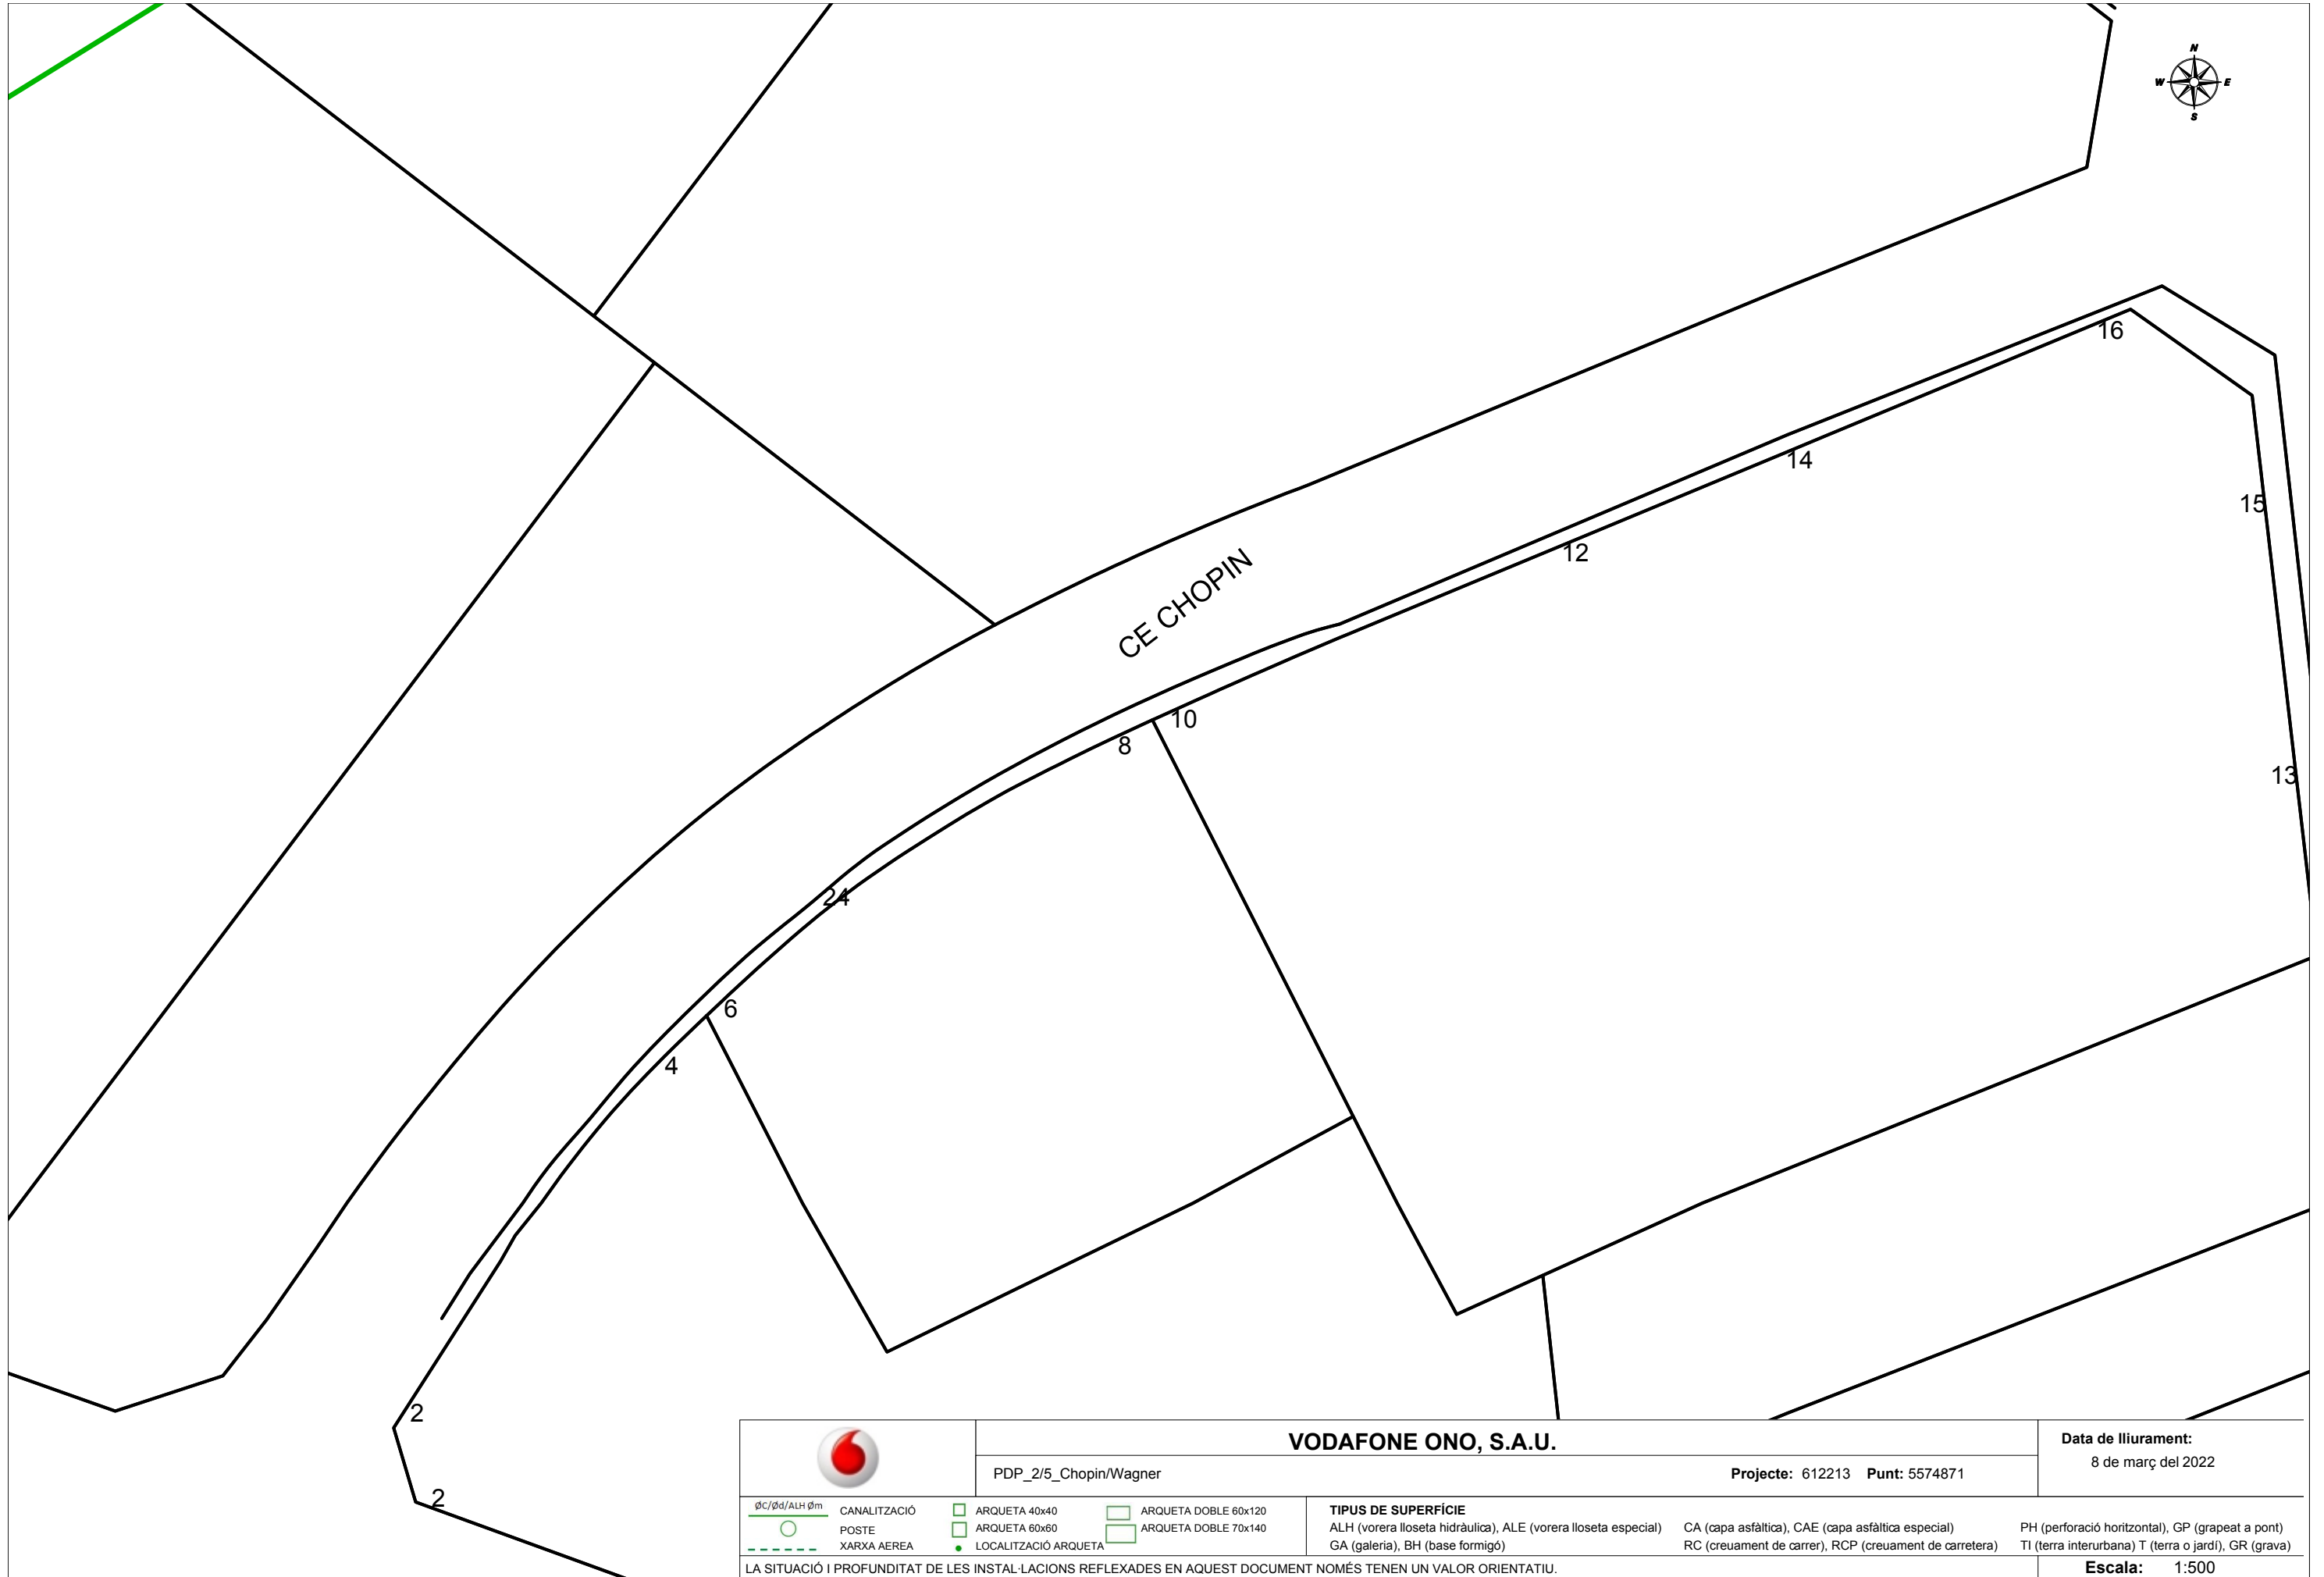 N
W E
S
16
14
15
12
CE CHOPIN
10
8
13
24
6
4
2
2
VODAFONE ONO, S.A.U.
PDP_2/5_Chopin/Wagner
Projecte: 612213 Punt: 5574871
Data de lliurament:
8 de març del 2022
ØC/Ød/ALH Øm CANALITZACIÓ
POSTE
XARXA AEREA
ARQUETA 40x40
ARQUETA 60x60
LOCALITZACIÓ ARQUETA
ARQUETA DOBLE 60x120
ARQUETA DOBLE 70x140
TIPUS DE SUPERFÍCIE
ALH (vorera lloseta hidràulica), ALE (vorera lloseta especial) CA (capa asfàltica), CAE (capa asfàltica especial) PH (perforació horitzontal), GP (grapeat a pont)
GA (galeria), BH (base formigó) RC (creuament de carrer), RCP (creuament de carretera) TI (terra interurbana) T (terra o jardí), GR (grava)
LA SITUACIÓ I PROFUNDITAT DE LES INSTAL·LACIONS REFLEXADES EN AQUEST DOCUMENT NOMÉS TENEN UN VALOR ORIENTATIU.
Escala: 1:500